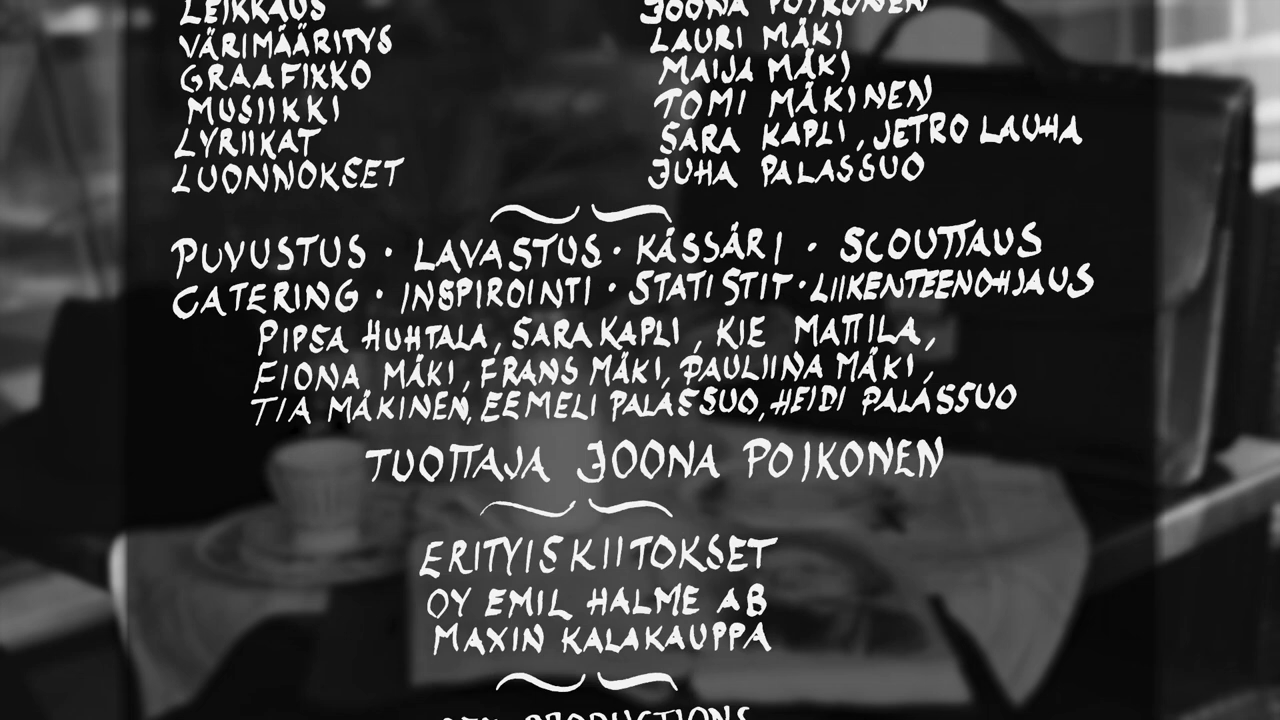 LEIKKAUS JOONA POIKONEN
VÄRIMÄÄRITYS LAURI MÄKI
GRAAFIKKO MAIJA MÄKI
MUSIIKKI TOMI MÄKINEN
LYRIIKAT SARA KAPLI, JETRO LAUHA
LUONNOKSET JUHA PALASSUO
PUVUSTUS · LAVASTUS · KÄSSÄRI · SCOUTTAUS
CATERING · INSPIROINTI · STATISTIT · LIIKENTEENOHJAUS
PIPSA HUHTALA, SARA KAPLI, KIE MATTILA,
FIONA MÄKI, FRANS MÄKI, PAULIINA MÄKI,
TIA MÄKINEN, EEMELI PALASSUO, HEIDI PALASSUO
TUOTTAJA JOONA POIKONEN
ERITYISKIITOKSET
OY EMIL HALME AB
MAXIN KALAKAUPPA
PRODUCTIONS